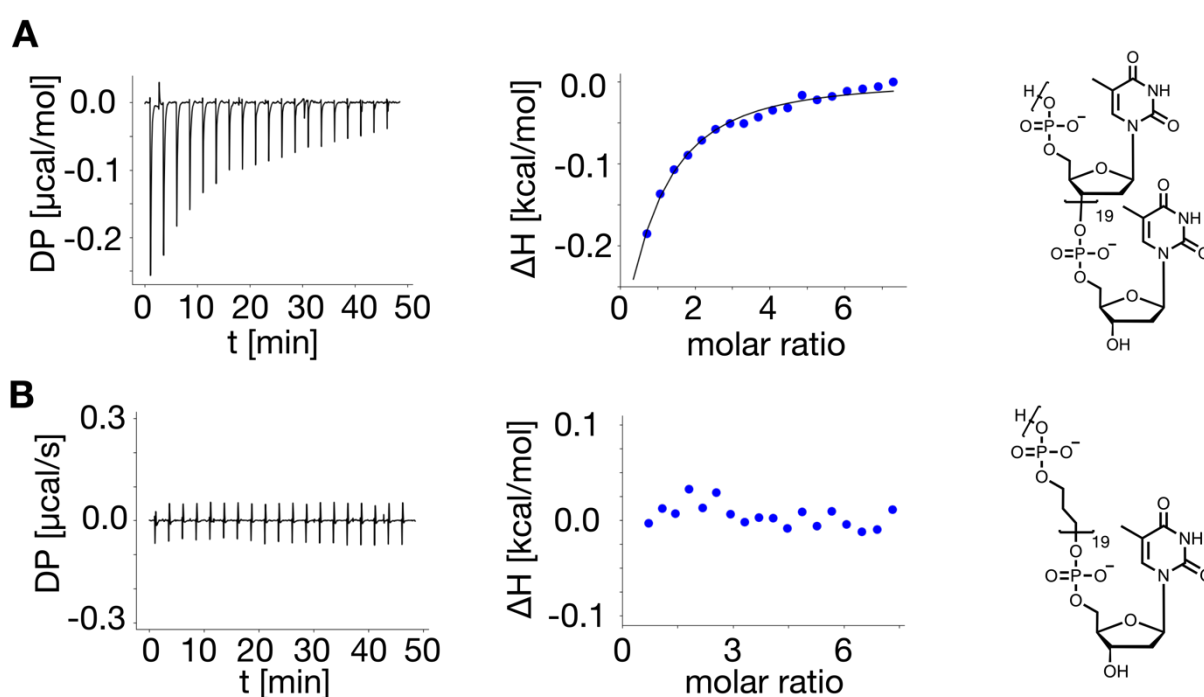 A
DP [µcal/mol]
0.0
-0.1
-0.2
0 10 20 30 40 50
t [min]
ΔH [kcal/mol]
0.0
-0.1
-0.2
2 4 6
molar ratio
H
O
O=P-O⁻
O
O
N
O
NH
O
19
O
O=P-O⁻
O
O
N
O
NH
O
OH
B
DP [µcal/s]
0.3
0.0
-0.3
0 10 20 30 40 50
t [min]
ΔH [kcal/mol]
0.1
0.0
-0.1
0 3 6
molar ratio
H
O
O=P-O⁻
O
19
O
O=P-O⁻
O
O
N
O
NH
O
OH